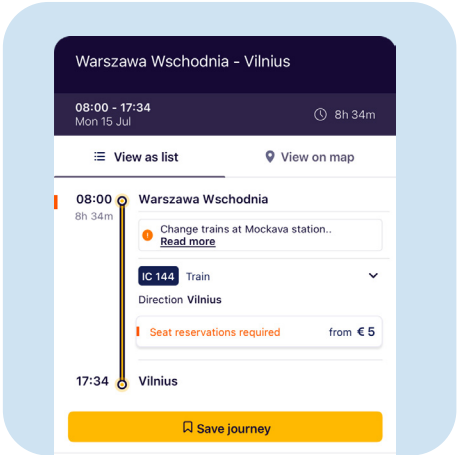 Warszawa Wschodnia - Vilnius
08:00 - 17:34
Mon 15 Jul
8h 34m
View as list
View on map
08:00
Warszawa Wschodnia
8h 34m
Change trains at Mockava station..
Read more
IC 144 Train
Direction Vilnius
Seat reservations required from € 5
17:34 Vilnius
Save journey